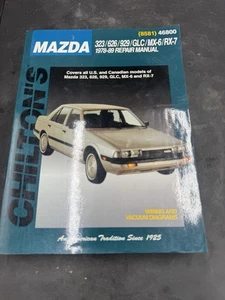 (8581) 46800
MAZDA 323/626/929/GLC/MX-6/RX-7
1978-89 REPAIR MANUAL
Covers all U.S. and Canadian models of
Mazda 323, 626, 929, GLC, MX-6 and RX-7
CHILTON'S
WIRING AND
VACUUM DIAGRAMS
An American Tradition Since 1925